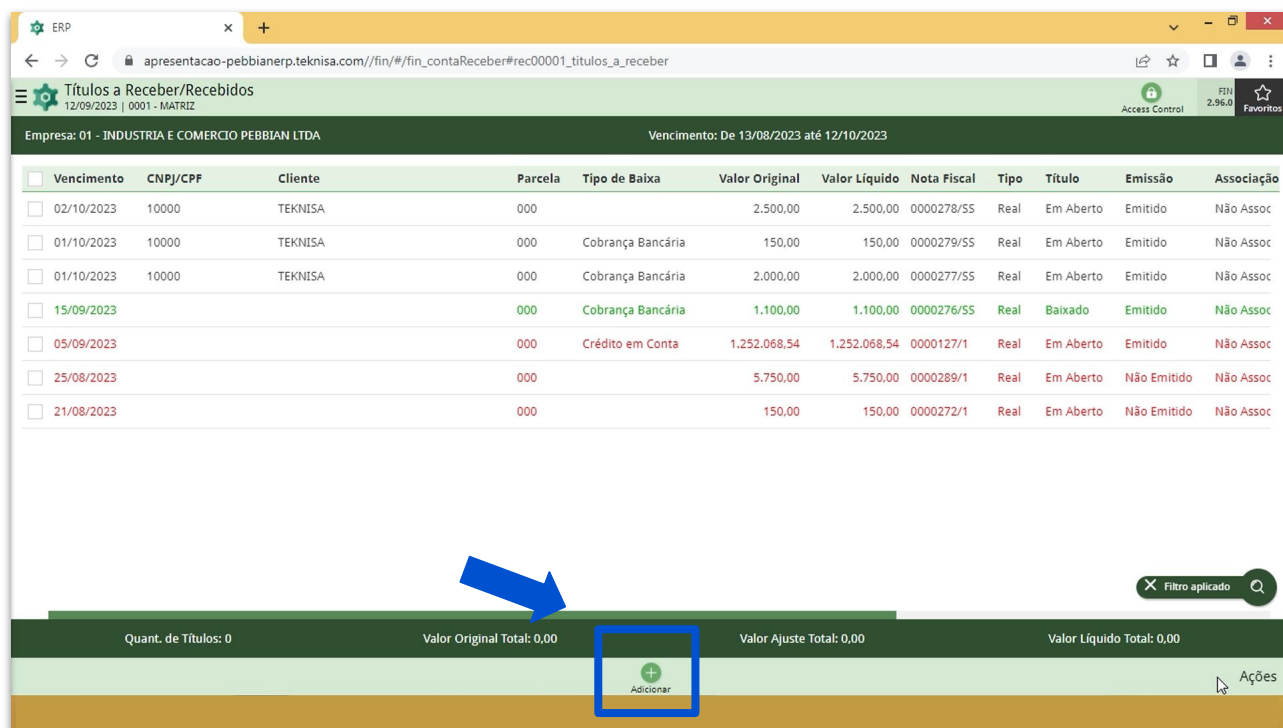 ERP
apresentacao-pebbianerp.teknisa.com//fin/#/fin_contaReceber#rec00001_titulos_a_receber
Títulos a Receber/Recebidos
12/09/2023 | 0001 - MATRIZ
Access Control
FIN
2.96.0
Favoritos
Empresa: 01 - INDUSTRIA E COMERCIO PEBBIAN LTDA Vencimento: De 13/08/2023 até 12/10/2023
Vencimento CNPJ/CPF Cliente Parcela Tipo de Baixa Valor Original Valor Líquido Nota Fiscal Tipo Título Emissão Associação
02/10/2023 10000 TEKNISA 000 2.500,00 2.500,00 0000278/SS Real Em Aberto Emitido Não Assoc
01/10/2023 10000 TEKNISA 000 Cobrança Bancária 150,00 150,00 0000279/SS Real Em Aberto Emitido Não Assoc
01/10/2023 10000 TEKNISA 000 Cobrança Bancária 2.000,00 2.000,00 0000277/SS Real Em Aberto Emitido Não Assoc
15/09/2023 000 Cobrança Bancária 1.100,00 1.100,00 0000276/SS Real Baixado Emitido Não Assoc
05/09/2023 000 Crédito em Conta 1.252.068,54 1.252.068,54 0000127/1 Real Em Aberto Emitido Não Assoc
25/08/2023 000 5.750,00 5.750,00 0000289/1 Real Em Aberto Não Emitido Não Assoc
21/08/2023 000 150,00 150,00 0000272/1 Real Em Aberto Não Emitido Não Assoc
Filtro aplicado
Quant. de Títulos: 0 Valor Original Total: 0,00 Valor Ajuste Total: 0,00 Valor Líquido Total: 0,00
Adicionar
Ações